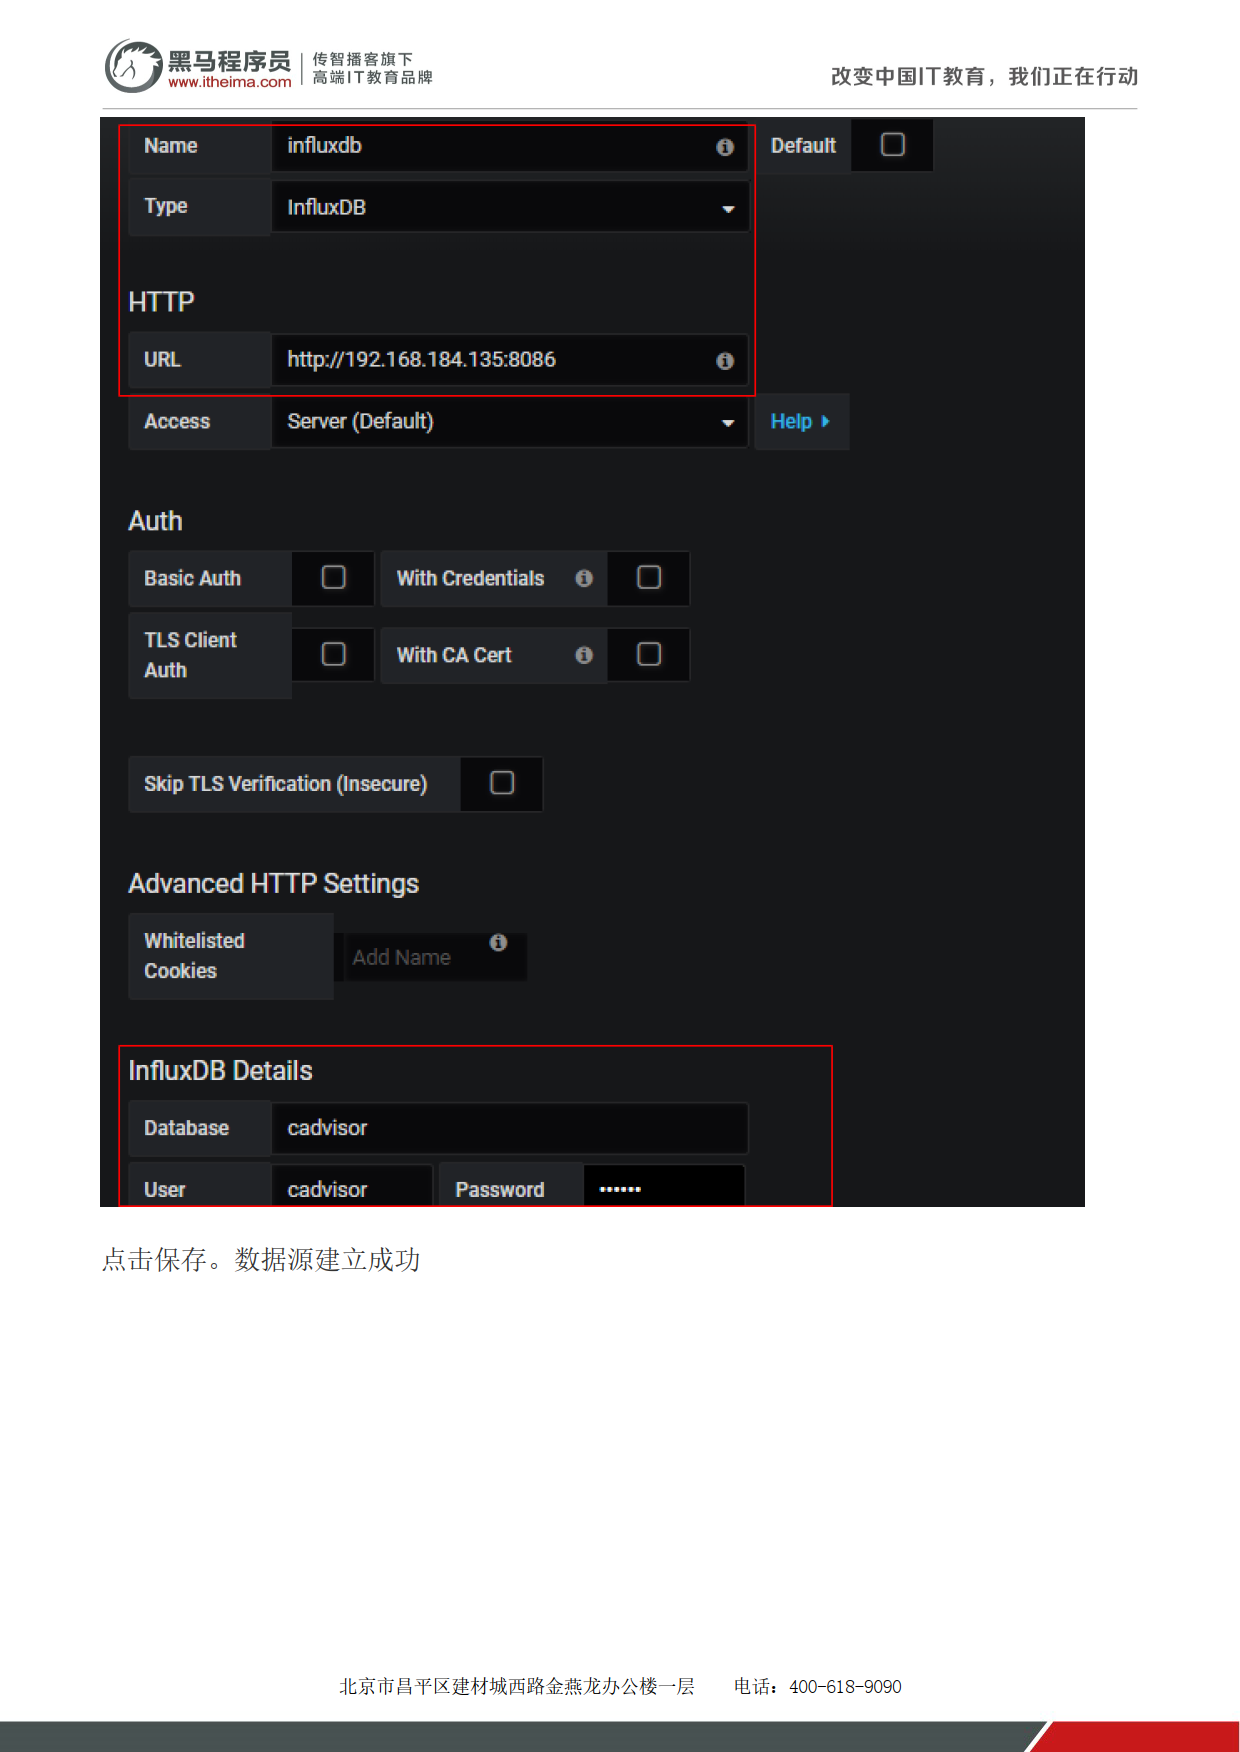 黑马程序员
www.itheima.com
传智播客旗下
高端IT教育品牌
改变中国IT教育，我们正在行动
Name influxdb Default
Type InfluxDB
HTTP
URL http://192.168.184.135:8086
Access Server (Default) Help
Auth
Basic Auth With Credentials
TLS Client Auth With CA Cert
Skip TLS Verification (Insecure)
Advanced HTTP Settings
Whitelisted Cookies Add Name
InfluxDB Details
Database cadvisor
User cadvisor Password ••••••
点击保存。数据源建立成功
北京市昌平区建材城西路金燕龙办公楼一层 电话：400-618-9090